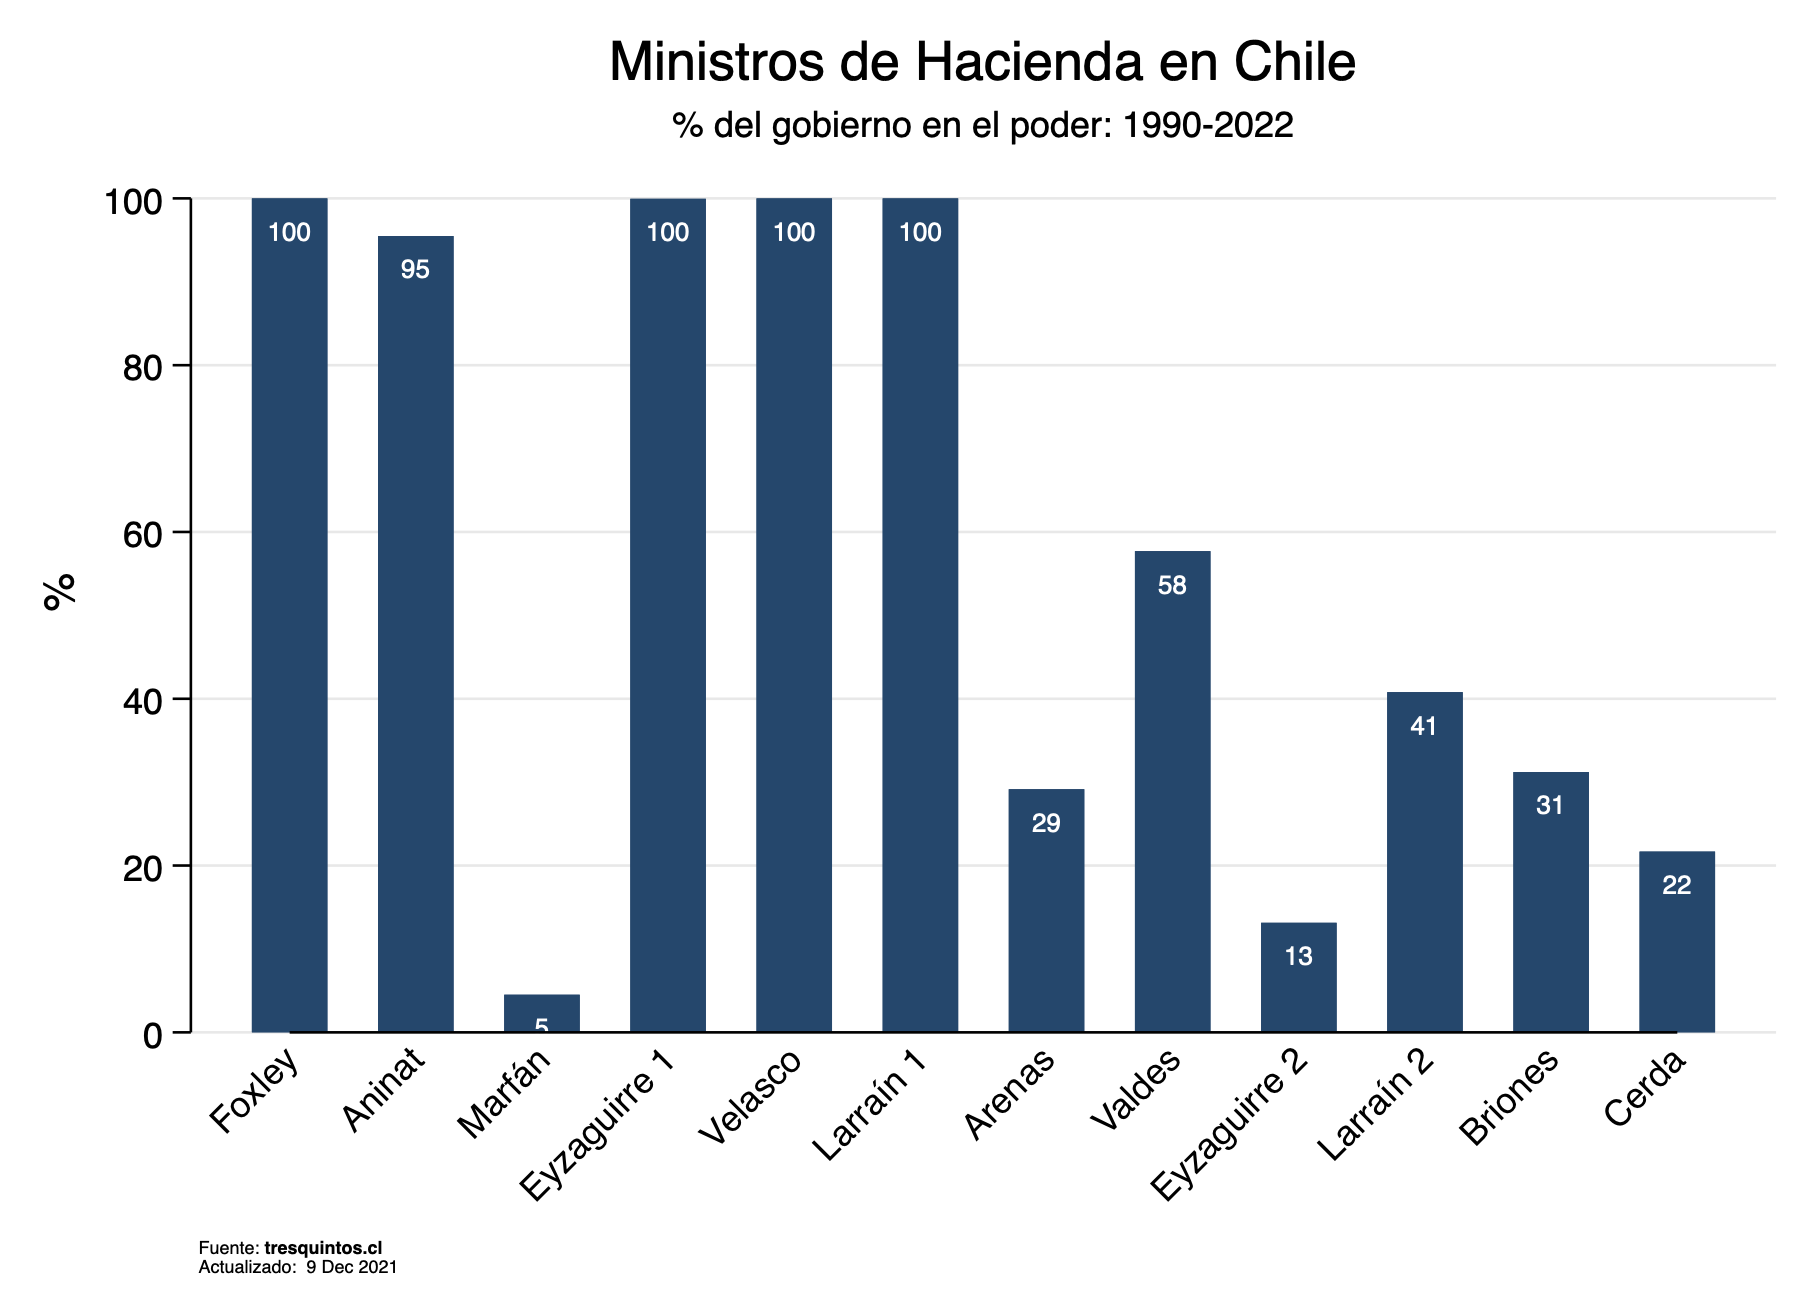 Ministros de Hacienda en Chile
% del gobierno en el poder: 1990-2022
%
100
80
60
40
20
0
100
95
5
100
100
100
29
58
13
41
31
22
Foxley
Aninat
Marfán
Eyzaguirre 1
Velasco
Larraín 1
Arenas
Valdes
Eyzaguirre 2
Larraín 2
Briones
Cerda
Fuente: tresquintos.cl
Actualizado: 9 Dec 2021